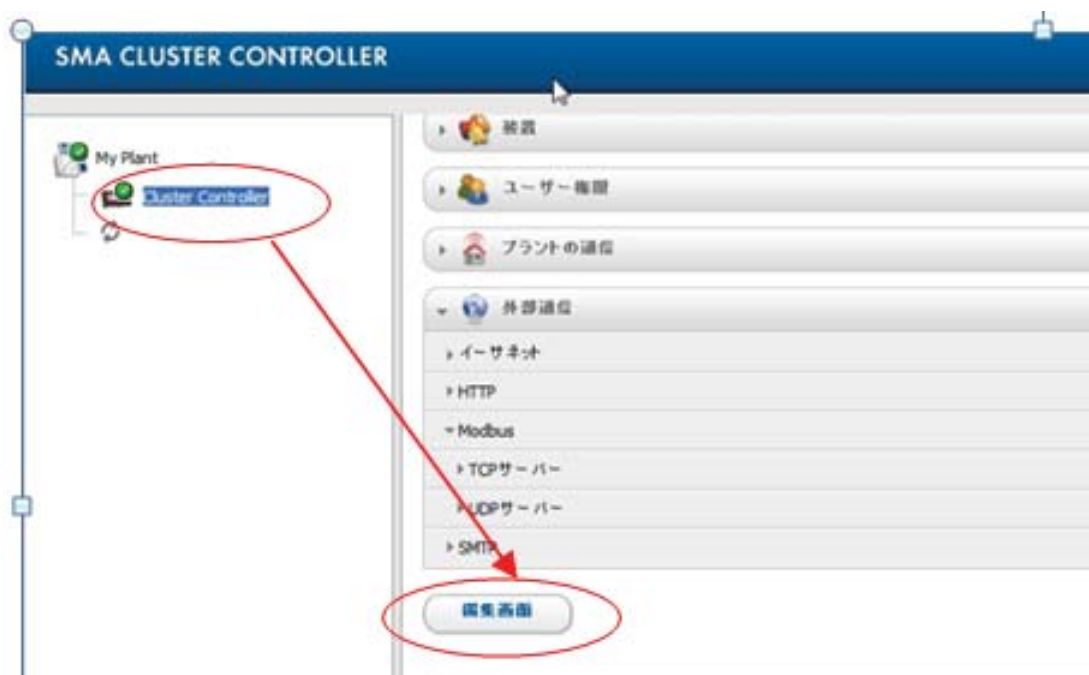 SMA CLUSTER CONTROLLER
My Plant
Cluster Controller
装置
ユーザー権限
プラントの通信
外部通信
イーサネット
HTTP
Modbus
TCPサーバー
UDPサーバー
SMTP
編集画面